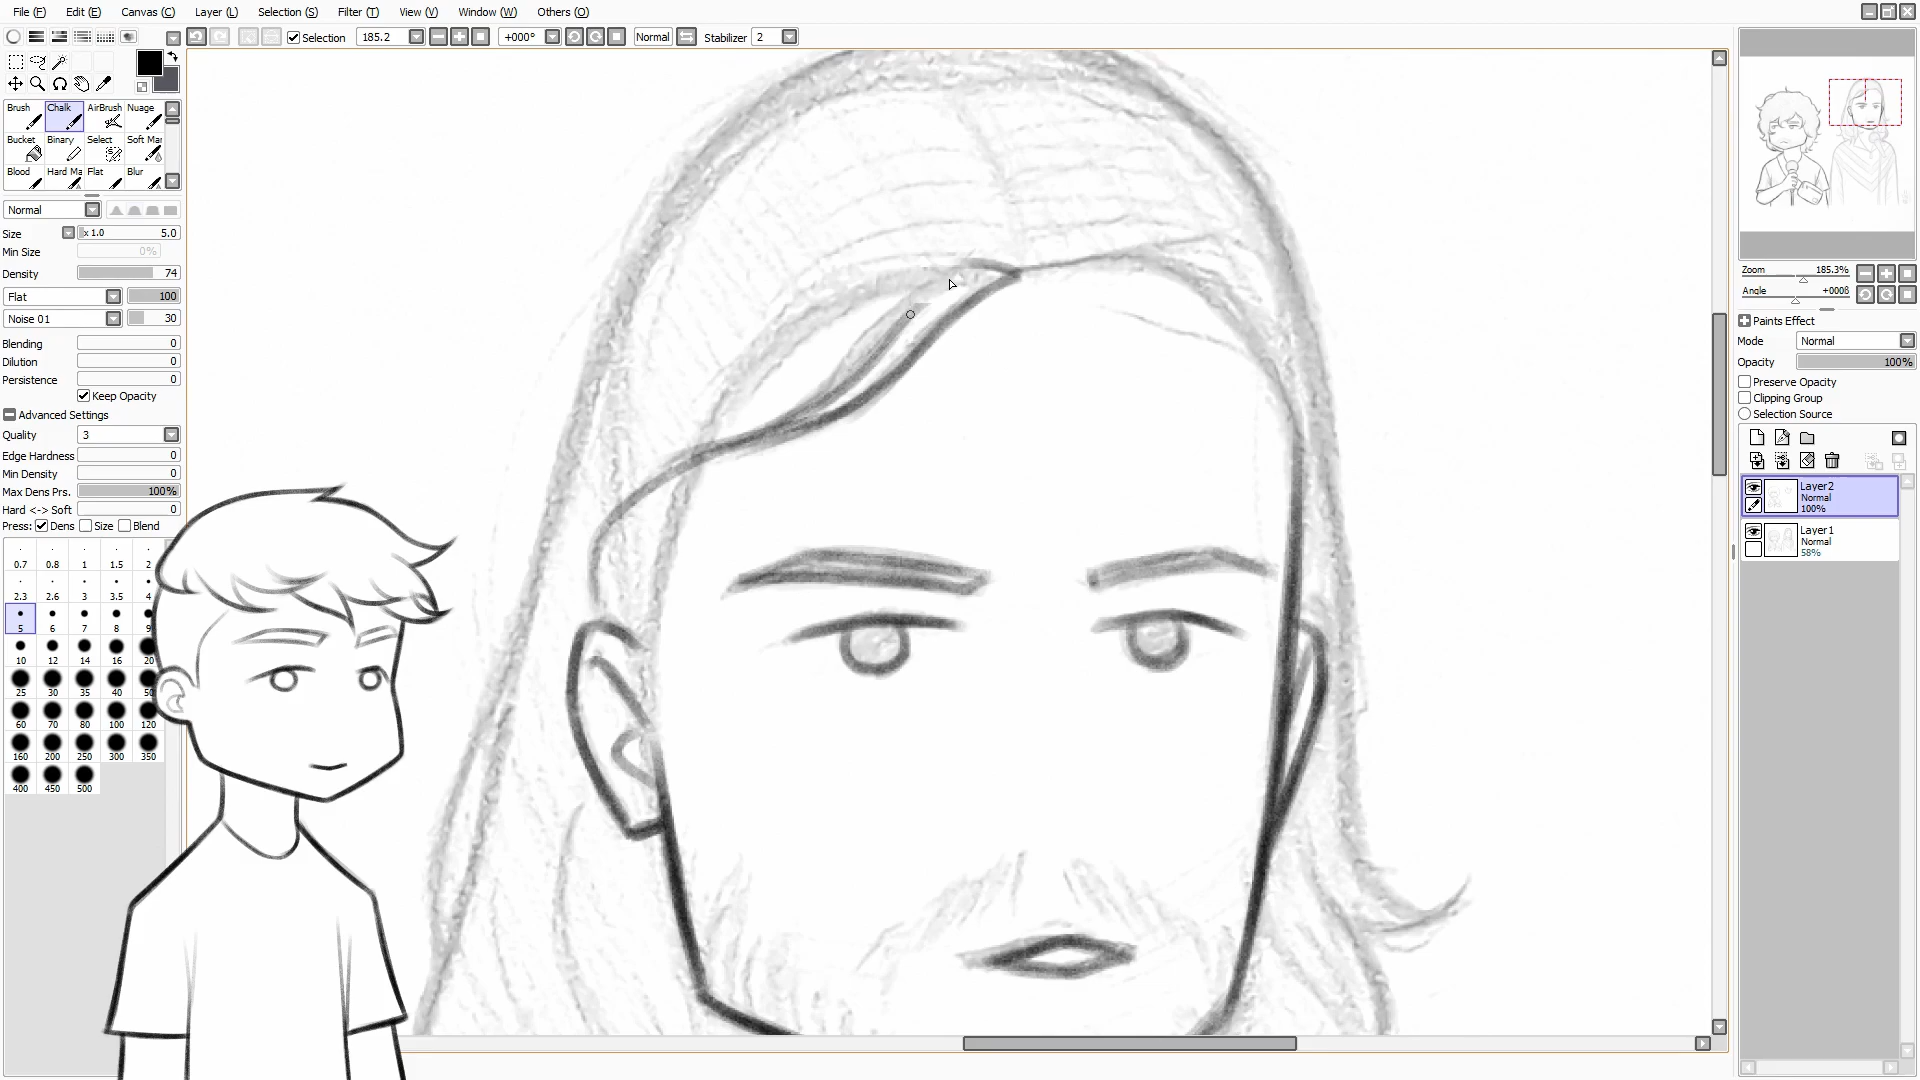 File (F) Edit (E) Canvas (C) Layer (L) Selection (S) Filter (T) View (V) Window (W) Others (O)
Selection 185.2 +000° Normal Stabilizer 2
Brush Chalk AirBrush Nuage
Bucket Binary Select Soft Mar
Blood Hard Ma Flat Blur
Normal
Size x 1.0 5.0
Min Size 0%
Density 74
Flat 100
Noise 01 30
Blending 0
Dilution 0
Persistence 0
Keep Opacity
Advanced Settings
Quality 3
Edge Hardness 0
Min Density 0
Max Dens Prs. 100%
Hard <-> Soft 0
Press: Dens Size Blend
0.7 0.8 1 1.5 2
2.3 2.6 3 3.5 4
5 6 7 8 9
10 12 14 16 20
25 30 35 40 50
60 70 80 100 120
160 200 250 300 350
400 450 500
Zoom 185.3%
Angle +000ß
Paints Effect
Mode Normal
Opacity 100%
Preserve Opacity
Clipping Group
Selection Source
Layer2
Normal
100%
Layer1
Normal
58%